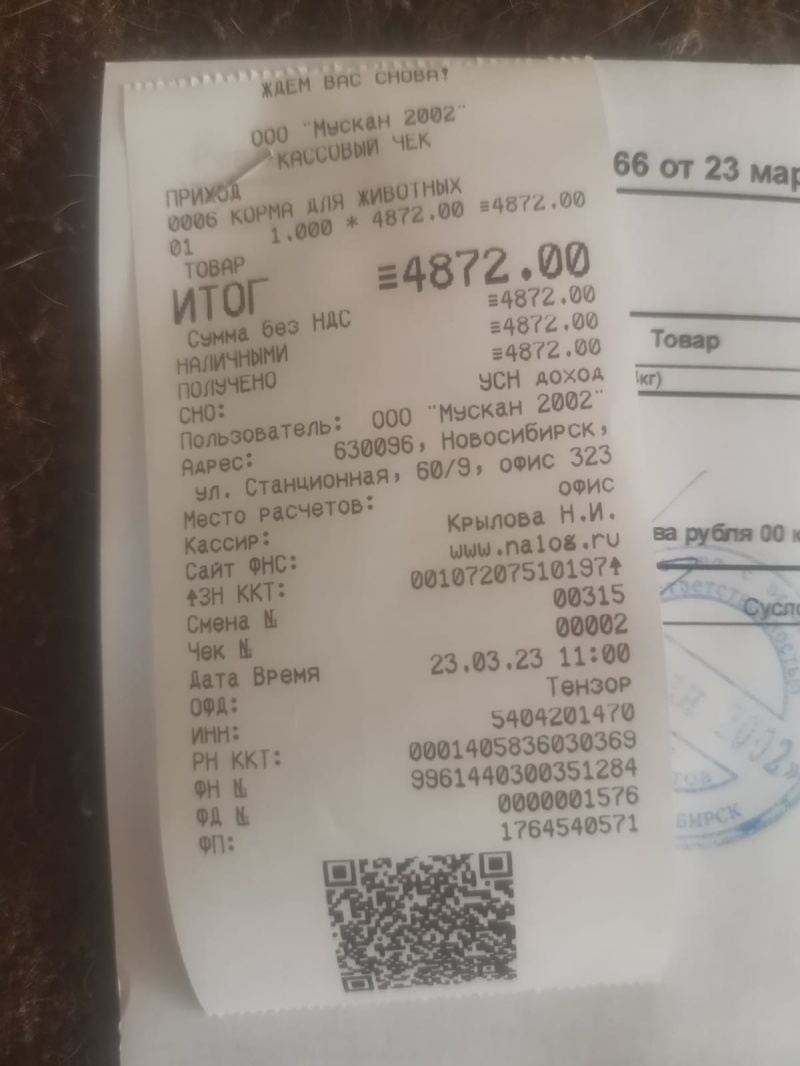 ЖДЕМ ВАС СНОВА!
ООО "Мускан 2002"
КАССОВЫЙ ЧЕК
ПРИХОД
0006 КОРМА ДЛЯ ЖИВОТНЫХ
01 1.000 * 4872.00 ≡4872.00
ТОВАР
ИТОГ ≡4872.00
Сумма без НДС ≡4872.00
НАЛИЧНЫМИ ≡4872.00
ПОЛУЧЕНО ≡4872.00
СНО: УСН доход
Пользователь: ООО "Мускан 2002"
Адрес: 630096, Новосибирск,
ул. Станционная, 60/9, офис 323
Место расчетов: офис
Кассир: Крылова Н.И.
Сайт ФНС: www.nalog.ru
↟ЗН ККТ: 00107207510197↟
Смена № 00315
Чек № 00002
Дата Время 23.03.23 11:00
ОФД: Тензор
ИНН: 5404201470
РН ККТ: 0001405836030369
ФН № 9961440300351284
ФД № 0000001576
ФП: 1764540571
66 от 23 мар
Товар
кг)
ва рубля 00 к
Сусло
2002»
БИРСК